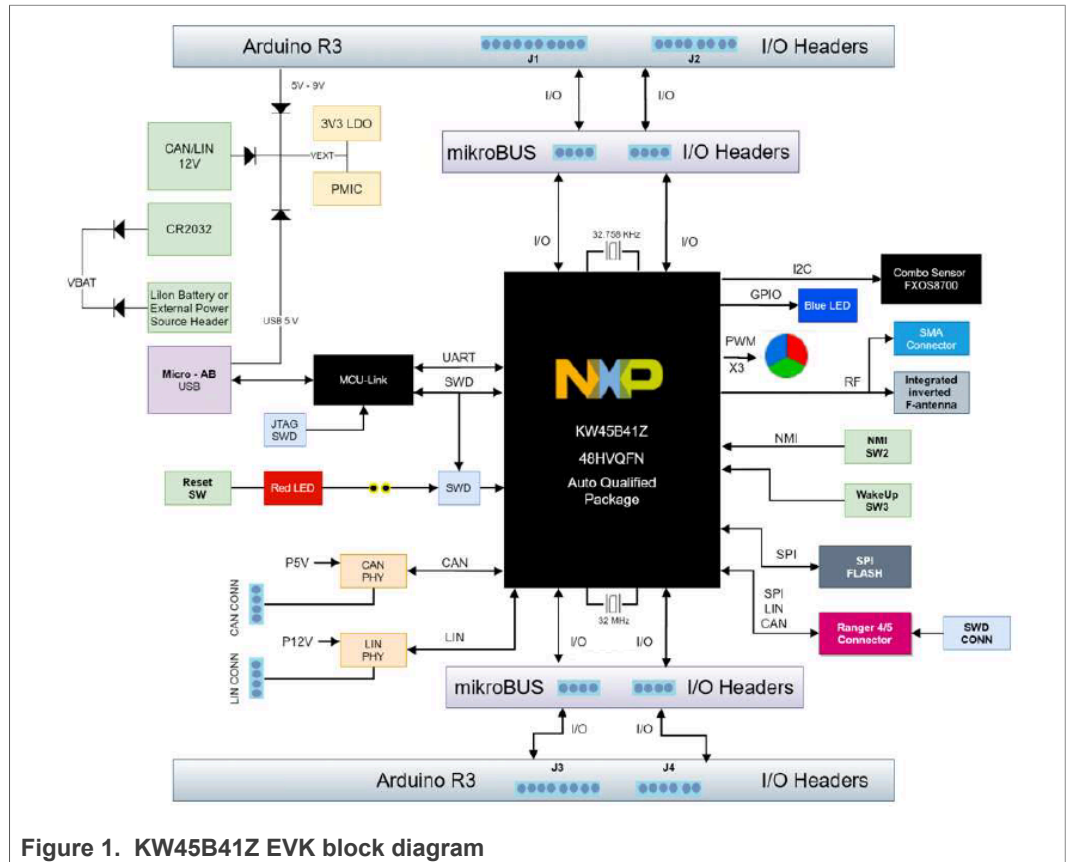 Arduino R3
J1
J2
I/O Headers
5V - 9V
I/O
I/O
3V3 LDO
CAN/LIN
12V
VEXT
PMIC
mikroBUS
I/O Headers
CR2032
I/O
32.758 KHz
I/O
VBAT
LiIon Battery or
External Power
Source Header
USB 5 V
I2C
Combo Sensor
FXOS8700
GPIO
Blue LED
PWM
X3
SMA
Connector
RF
Integrated
inverted
F-antenna
Micro - AB
USB
MCU-Link
UART
SWD
JTAG
SWD
NXP
KW45B41Z
48HVQFN
Auto Qualified
Package
NMI
NMI
SW2
Reset
SW
Red LED
SWD
WakeUp
SW3
P5V
CAN
PHY
CAN
SPI
SPI
FLASH
CAN CONN
P12V
LIN
PHY
LIN
32 MHz
SPI
LIN
CAN
Ranger 4/5
Connector
SWD
CONN
LIN CONN
I/O
I/O
mikroBUS
I/O Headers
I/O
I/O
Arduino R3
J3
J4
I/O Headers
Figure 1. KW45B41Z EVK block diagram